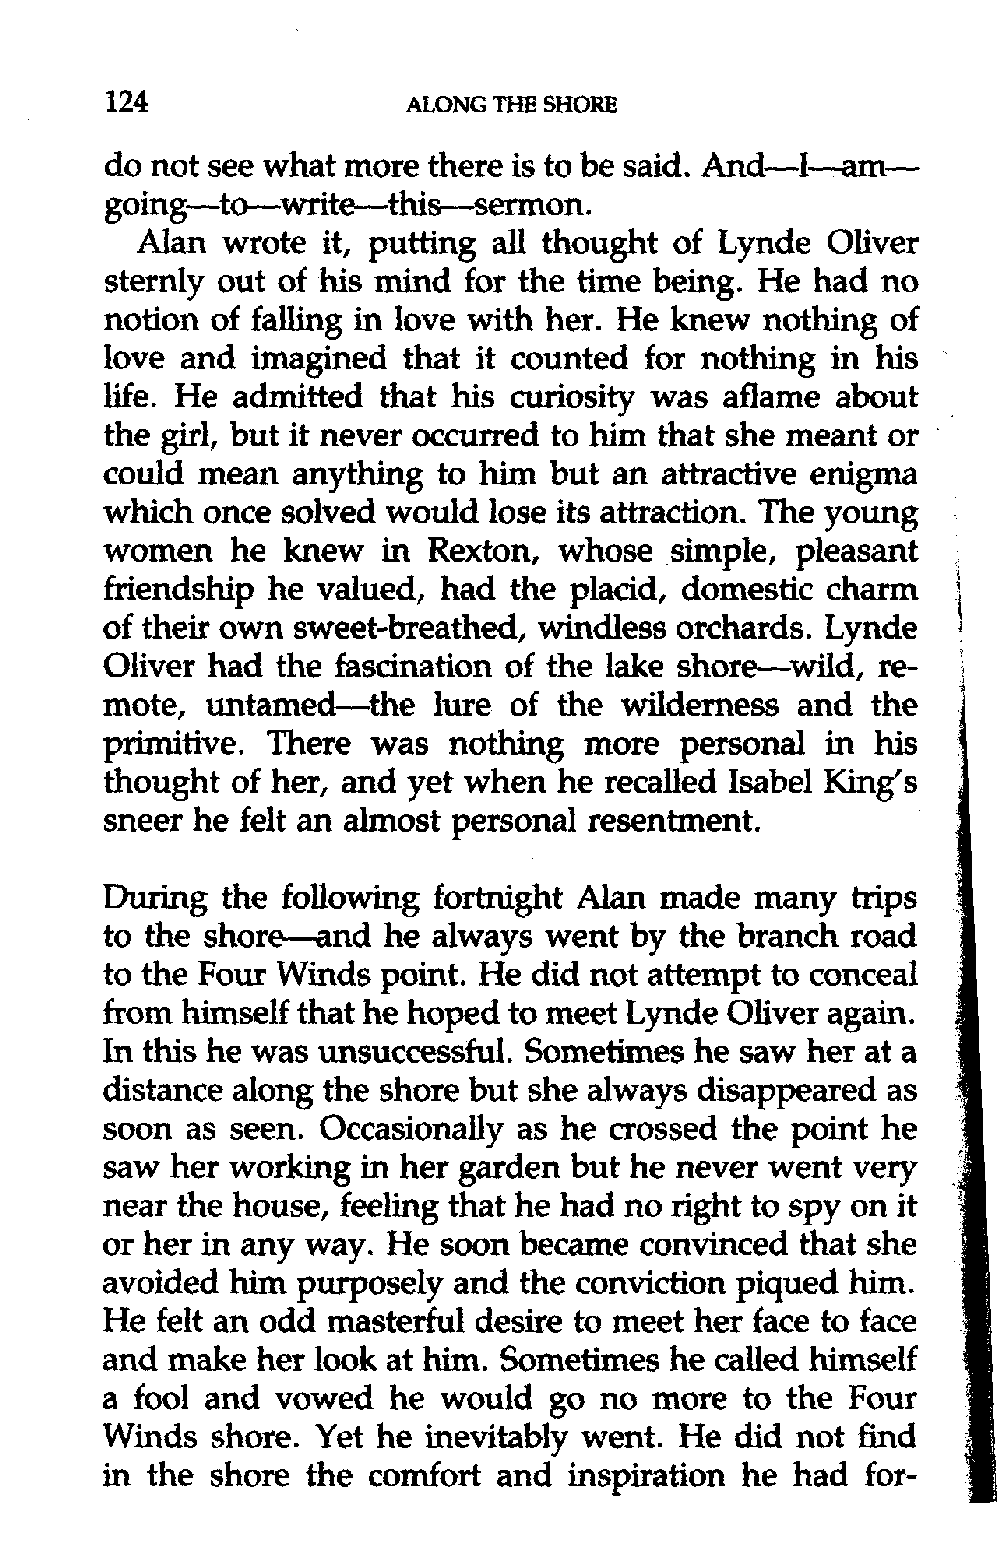 124 ALONG THE SHORE
do not see what more there is to be said. And—I—am—
going—to—write—this—sermon.
Alan wrote it, putting all thought of Lynde Oliver
sternly out of his mind for the time being. He had no
notion of falling in love with her. He knew nothing of
love and imagined that it counted for nothing in his
life. He admitted that his curiosity was aflame about
the girl, but it never occurred to him that she meant or
could mean anything to him but an attractive enigma
which once solved would lose its attraction. The young
women he knew in Rexton, whose simple, pleasant
friendship he valued, had the placid, domestic charm
of their own sweet-breathed, windless orchards. Lynde
Oliver had the fascination of the lake shore—wild, re-
mote, untamed—the lure of the wilderness and the
primitive. There was nothing more personal in his
thought of her, and yet when he recalled Isabel King's
sneer he felt an almost personal resentment.
During the following fortnight Alan made many trips
to the shore—and he always went by the branch road
to the Four Winds point. He did not attempt to conceal
from himself that he hoped to meet Lynde Oliver again.
In this he was unsuccessful. Sometimes he saw her at a
distance along the shore but she always disappeared as
soon as seen. Occasionally as he crossed the point he
saw her working in her garden but he never went very
near the house, feeling that he had no right to spy on it
or her in any way. He soon became convinced that she
avoided him purposely and the conviction piqued him.
He felt an odd masterful desire to meet her face to face
and make her look at him. Sometimes he called himself
a fool and vowed he would go no more to the Four
Winds shore. Yet he inevitably went. He did not find
in the shore the comfort and inspiration he had for-